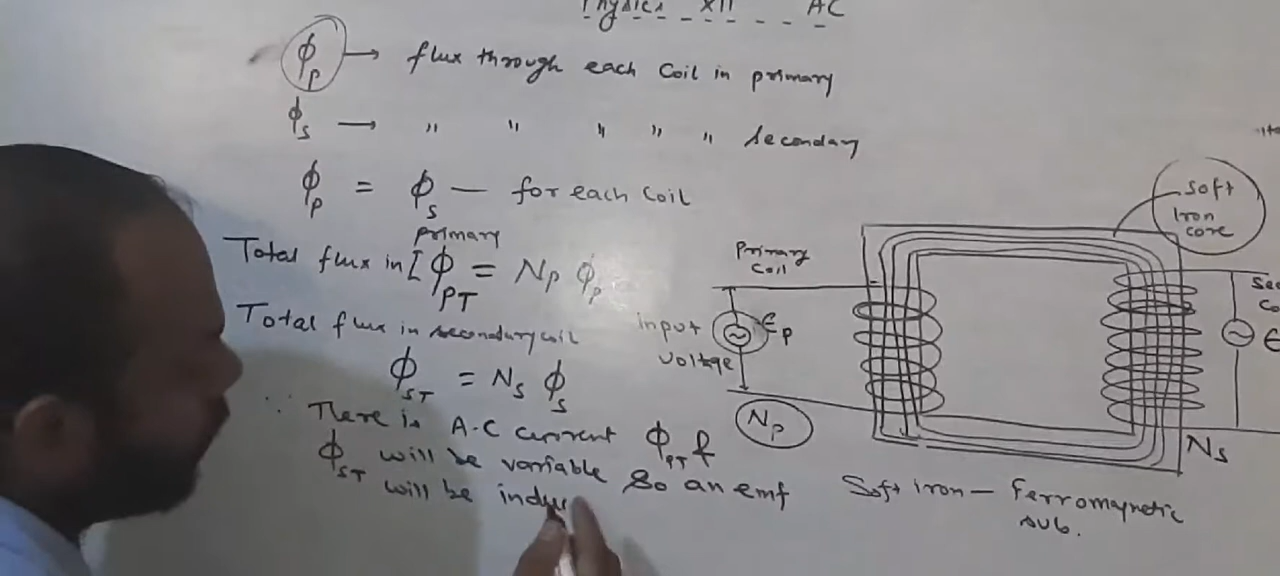 Physics XII AC
ϕp → flux through each coil in primary
ϕs → " " " " " secondary
ϕp = ϕs — for each coil
primary
Total flux in [ ϕPT = Np ϕp
Total flux in secondary coil
ϕST = Ns ϕs
∵ There is A.C current ϕPT &
ϕST will be variable so an emf
will be indu
Soft
Iron
core
Primary
Coil
input
voltage
Ep
Np
Ns
Soft iron — ferromagnetic
sub.